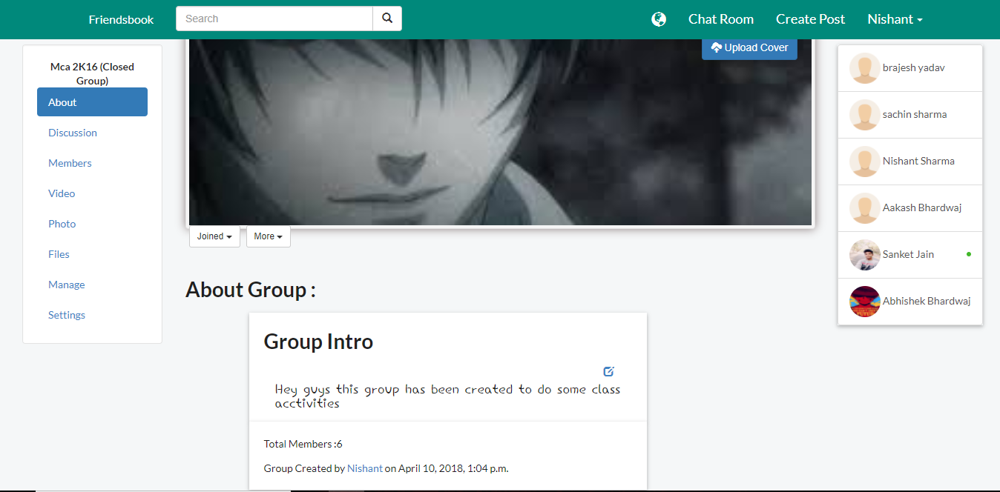 Friendsbook
Search
Chat Room
Create Post
Nishant
Mca 2K16 (Closed
Group)
About
Discussion
Members
Video
Photo
Files
Manage
Settings
Upload Cover
Joined
More
About Group :
Group Intro
Hey guys this group has been created to do some class
acctivities
Total Members :6
Group Created by Nishant on April 10, 2018, 1:04 p.m.
brajesh yadav
sachin sharma
Nishant Sharma
Aakash Bhardwaj
Sanket Jain
Abhishek Bhardwaj